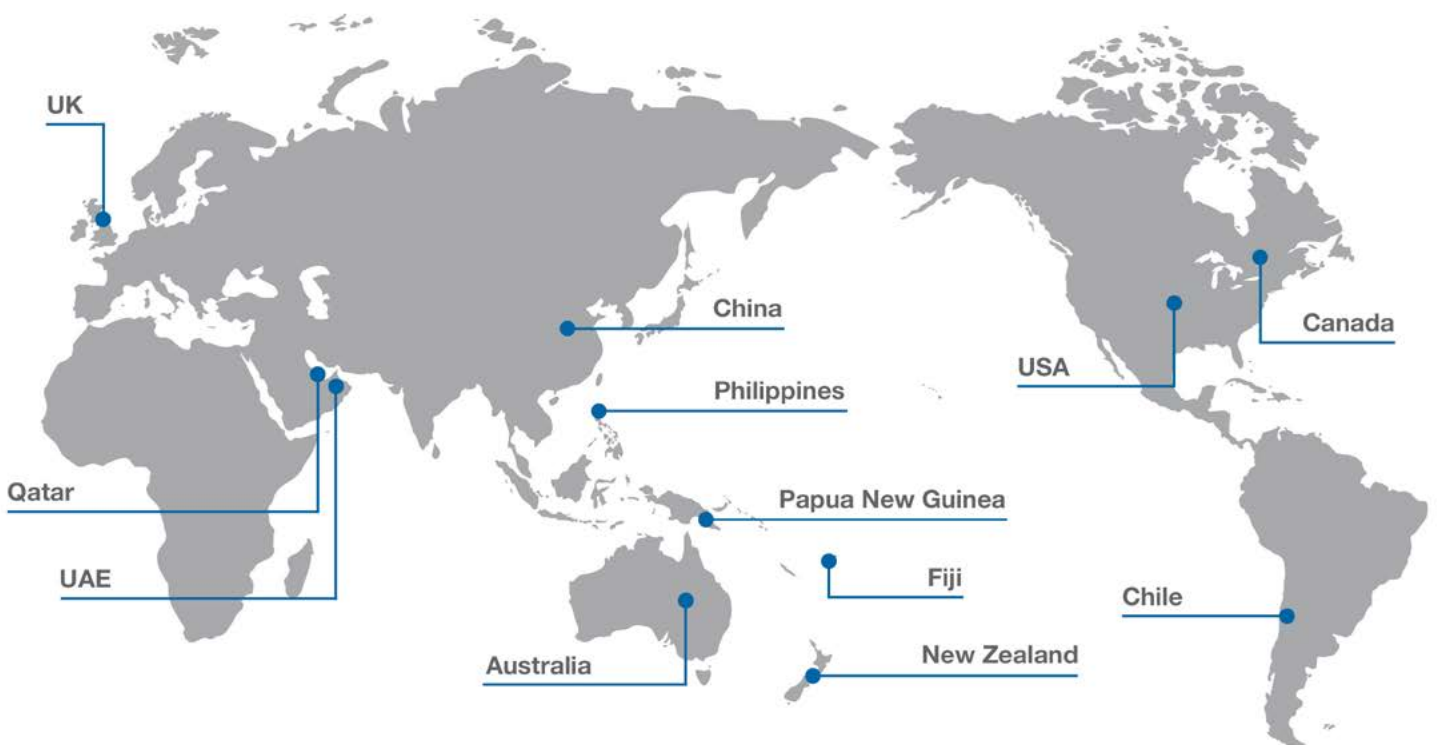 UK
China
Canada
USA
Philippines
Qatar
Papua New Guinea
UAE
Fiji
Chile
Australia
New Zealand